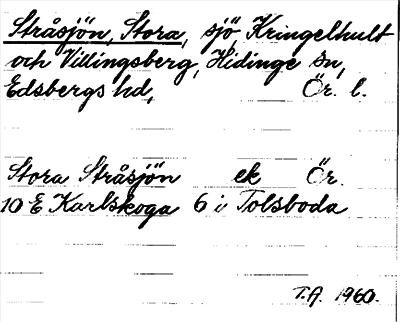 Stråsjön, Stora, sjö Kringelhult
och Villingsberg, Hidinge sn,
Edsbergs hd, Ör. l.
Stora Stråsjön ek Ör.
10 E Karlskoga 6 i Tolsboda
T.A. 1960.